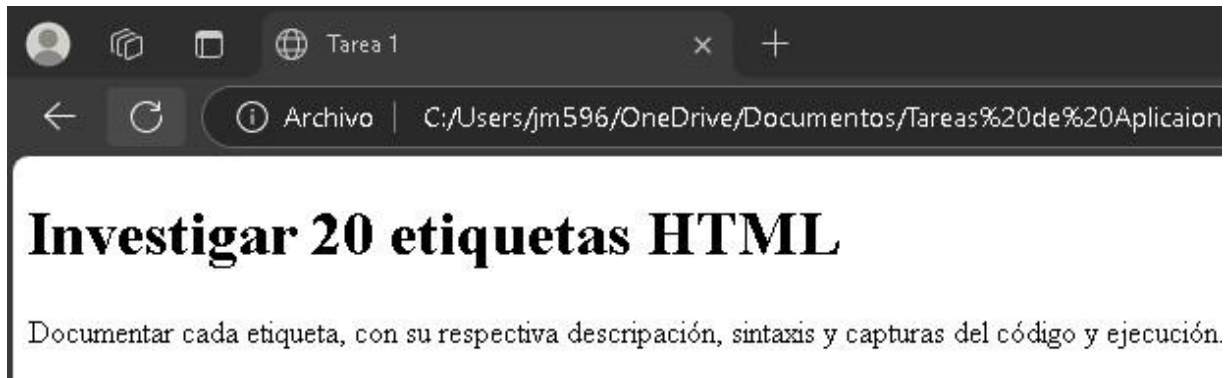 Tarea 1
Archivo | C:/Users/jm596/OneDrive/Documentos/Tareas%20de%20Aplicaion
Investigar 20 etiquetas HTML
Documentar cada etiqueta, con su respectiva descripación, sintaxis y capturas del código y ejecución.